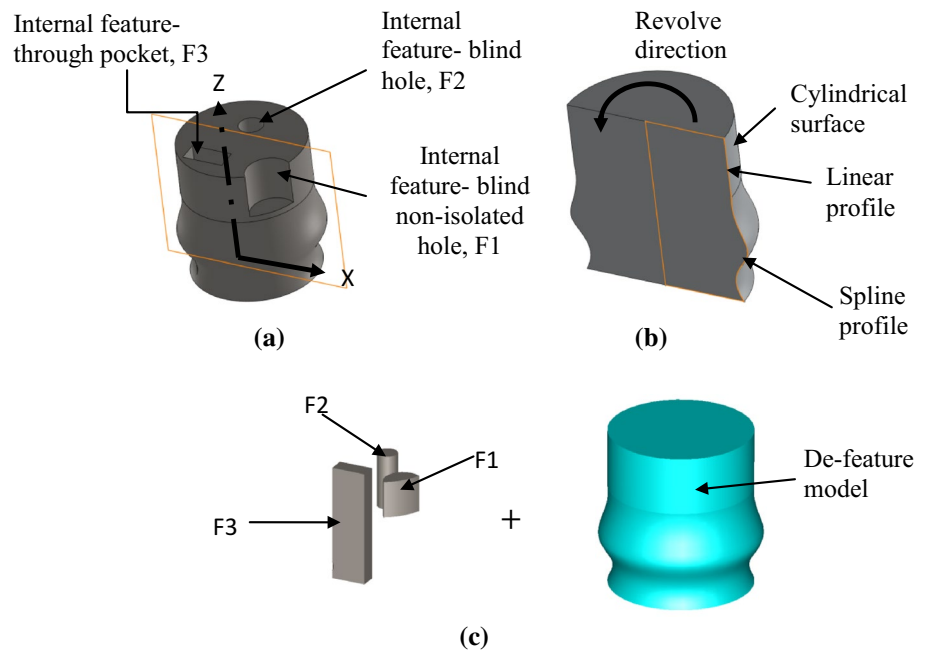 Internal feature-
through pocket, F3
Internal
feature- blind
hole, F2
Z
Internal
feature- blind
non-isolated
hole, F1
X
(a)
Revolve
direction
Cylindrical
surface
Linear
profile
Spline
profile
(b)
F2
F1
F3
+
De-feature
model
(c)